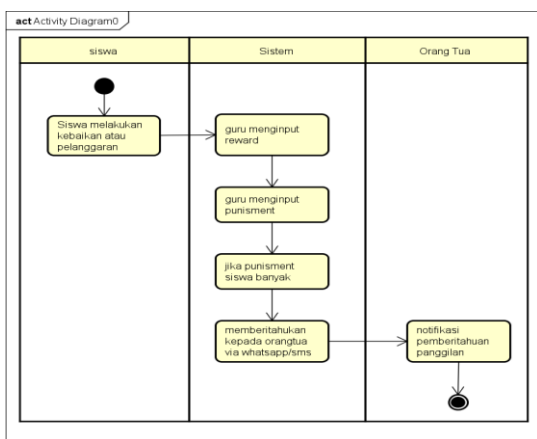 act Activity Diagram0
siswa
Sistem
Orang Tua
Siswa melakukan
kebaikan atau
pelanggaran
guru menginput
reward
guru menginput
punisment
jika punisment
siswa banyak
memberitahukan
kepada orangtua
via whatsapp/sms
notifikasi
pemberitahuan
panggilan